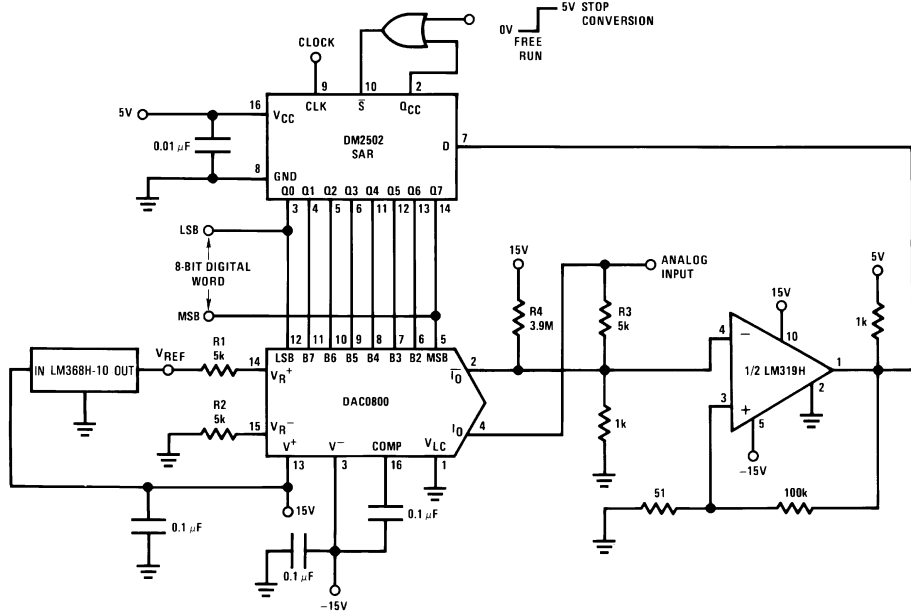 5V STOP
CONVERSION
0V
FREE
RUN
CLOCK
9
10
2
16
CLK
S̅
QCC
5V
VCC
DM2502
SAR
D
7
0.01 μF
8
GND
Q0 Q1 Q2 Q3 Q4 Q5 Q6 Q7
3 4 5 6 11 12 13 14
LSB
8-BIT DIGITAL
WORD
MSB
15V
ANALOG
INPUT
5V
R4
3.9M
R3
5k
15V
1k
12 11 10 9 8 7 6 5
LSB B7 B6 B5 B4 B3 B2 MSB
IN LM368H-10 OUT
VREF
R1
5k
14
VR+
I̅O̅
2
4
−
10
1/2 LM319H
1
2
DAC0800
R2
5k
15
VR−
IO
4
1k
3
+
5
−15V
V+
V−
COMP
VLC
13
3
16
1
51
100k
0.1 μF
15V
0.1 μF
0.1 μF
−15V